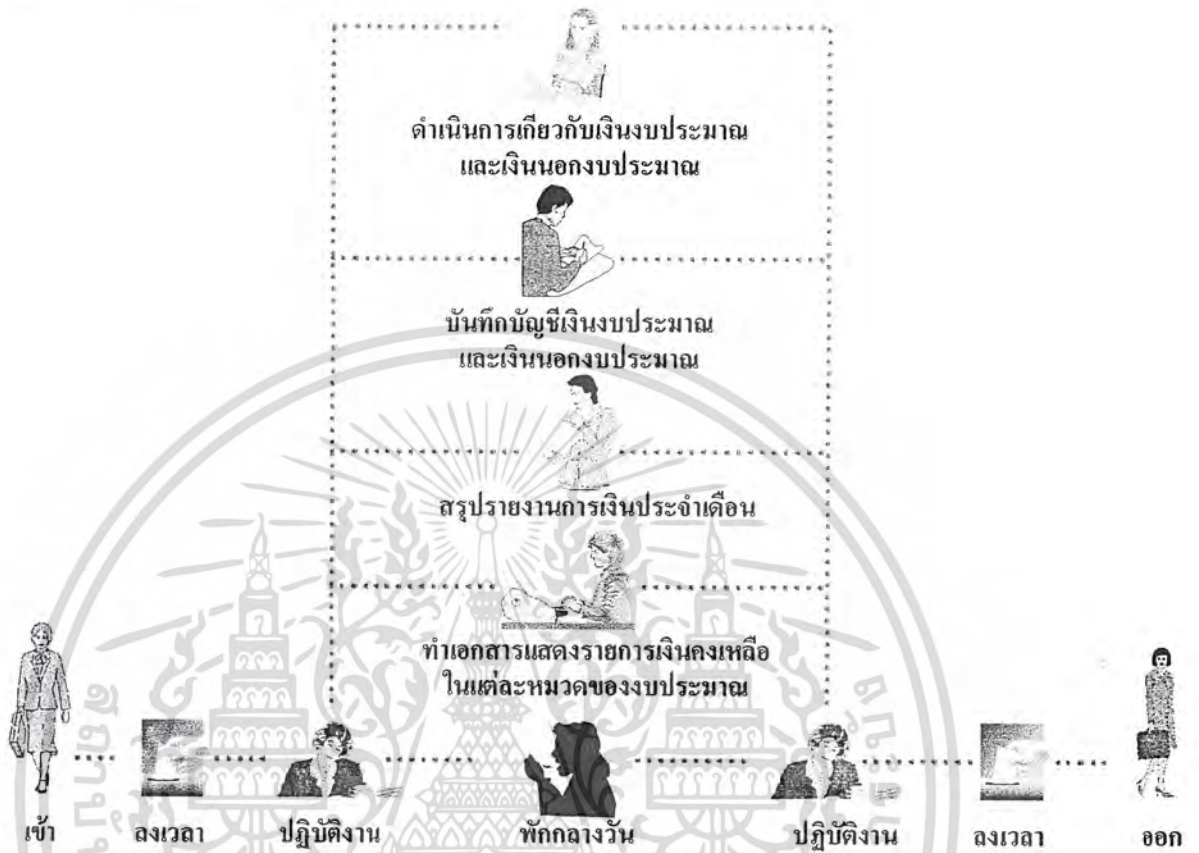 ดำเนินการเกี่ยวกับเงินงบประมาณ
และเงินนอกงบประมาณ
บันทึกบัญชีเงินงบประมาณ
และเงินนอกงบประมาณ
สรุปรายงานการเงินประจำเดือน
ทำเอกสารแสดงรายการเงินคงเหลือ
ในแต่ละหมวดของงบประมาณ
เข้า ลงเวลา ปฏิบัติงาน พักกลางวัน ปฏิบัติงาน ลงเวลา ออก